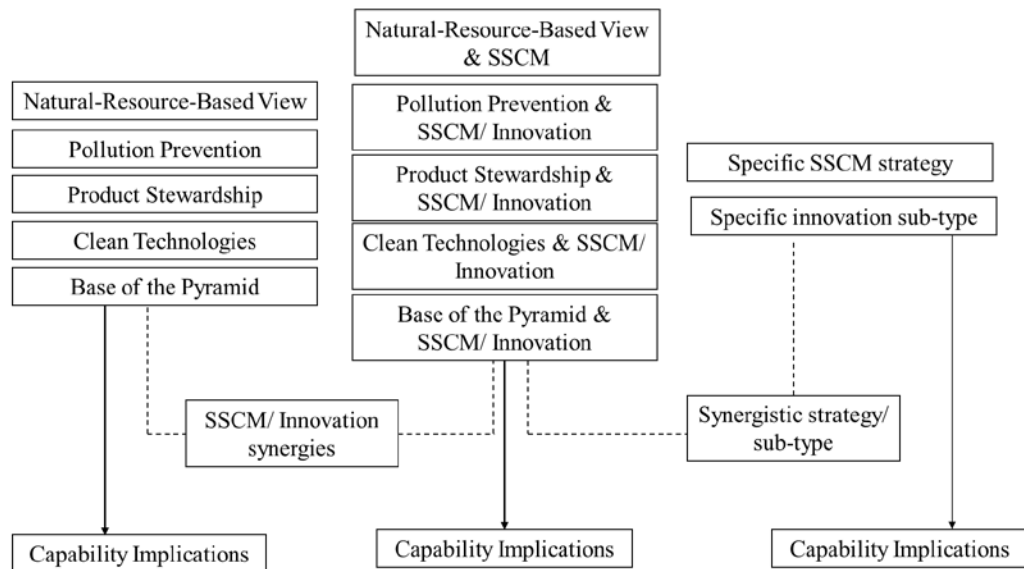 Natural-Resource-Based View
Pollution Prevention
Product Stewardship
Clean Technologies
Base of the Pyramid
Natural-Resource-Based View
& SSCM
Pollution Prevention &
SSCM/ Innovation
Product Stewardship &
SSCM/ Innovation
Clean Technologies & SSCM/
Innovation
Base of the Pyramid &
SSCM/ Innovation
Specific SSCM strategy
Specific innovation sub-type
SSCM/ Innovation
synergies
Synergistic strategy/
sub-type
Capability Implications
Capability Implications
Capability Implications